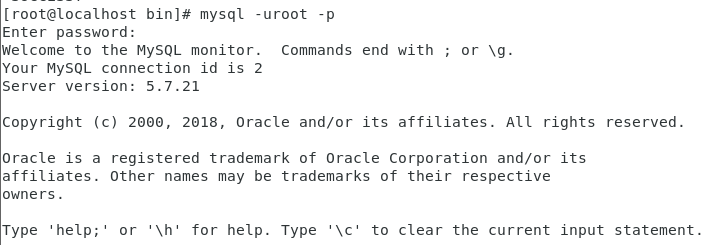 [root@localhost bin]# mysql -uroot -p
Enter password:
Welcome to the MySQL monitor.  Commands end with ; or \g.
Your MySQL connection id is 2
Server version: 5.7.21

Copyright (c) 2000, 2018, Oracle and/or its affiliates. All rights reserved.

Oracle is a registered trademark of Oracle Corporation and/or its
affiliates. Other names may be trademarks of their respective
owners.

Type 'help;' or '\h' for help. Type '\c' to clear the current input statement.